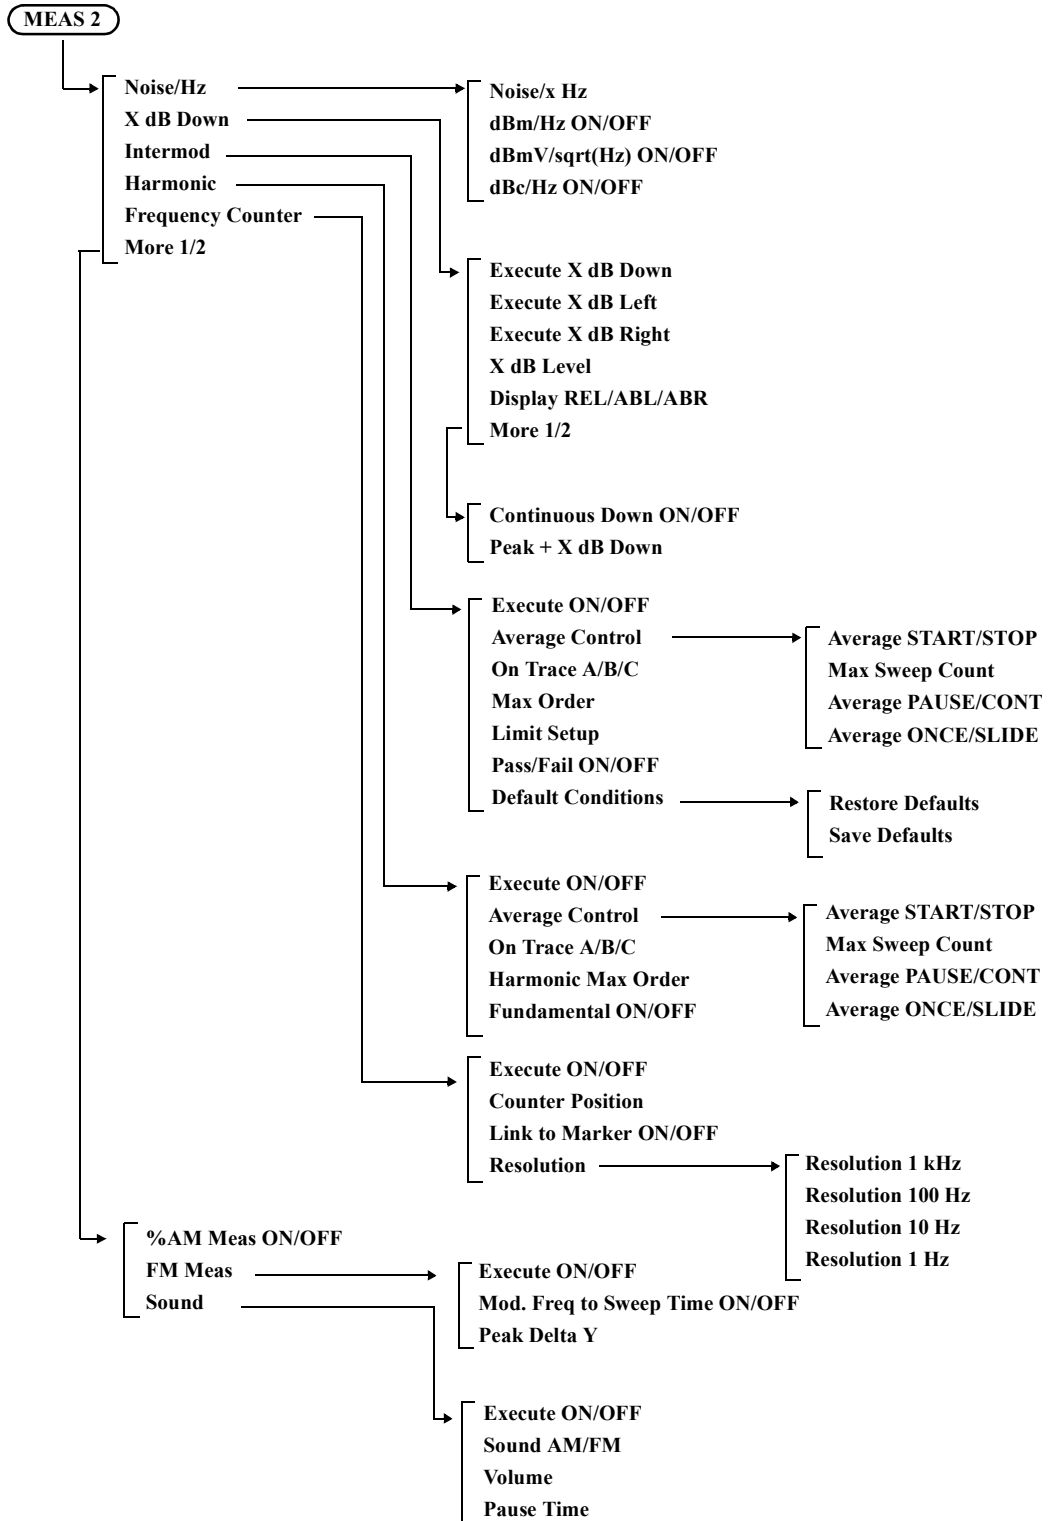 MEAS 2
Noise/Hz
X dB Down
Intermod
Harmonic
Frequency Counter
More 1/2
Noise/x Hz
dBm/Hz ON/OFF
dBmV/sqrt(Hz) ON/OFF
dBc/Hz ON/OFF
Execute X dB Down
Execute X dB Left
Execute X dB Right
X dB Level
Display REL/ABL/ABR
More 1/2
Continuous Down ON/OFF
Peak + X dB Down
Execute ON/OFF
Average Control
On Trace A/B/C
Max Order
Limit Setup
Pass/Fail ON/OFF
Default Conditions
Average START/STOP
Max Sweep Count
Average PAUSE/CONT
Average ONCE/SLIDE
Restore Defaults
Save Defaults
Execute ON/OFF
Average Control
On Trace A/B/C
Harmonic Max Order
Fundamental ON/OFF
Average START/STOP
Max Sweep Count
Average PAUSE/CONT
Average ONCE/SLIDE
Execute ON/OFF
Counter Position
Link to Marker ON/OFF
Resolution
Resolution 1 kHz
Resolution 100 Hz
Resolution 10 Hz
Resolution 1 Hz
%AM Meas ON/OFF
FM Meas
Sound
Execute ON/OFF
Mod. Freq to Sweep Time ON/OFF
Peak Delta Y
Execute ON/OFF
Sound AM/FM
Volume
Pause Time